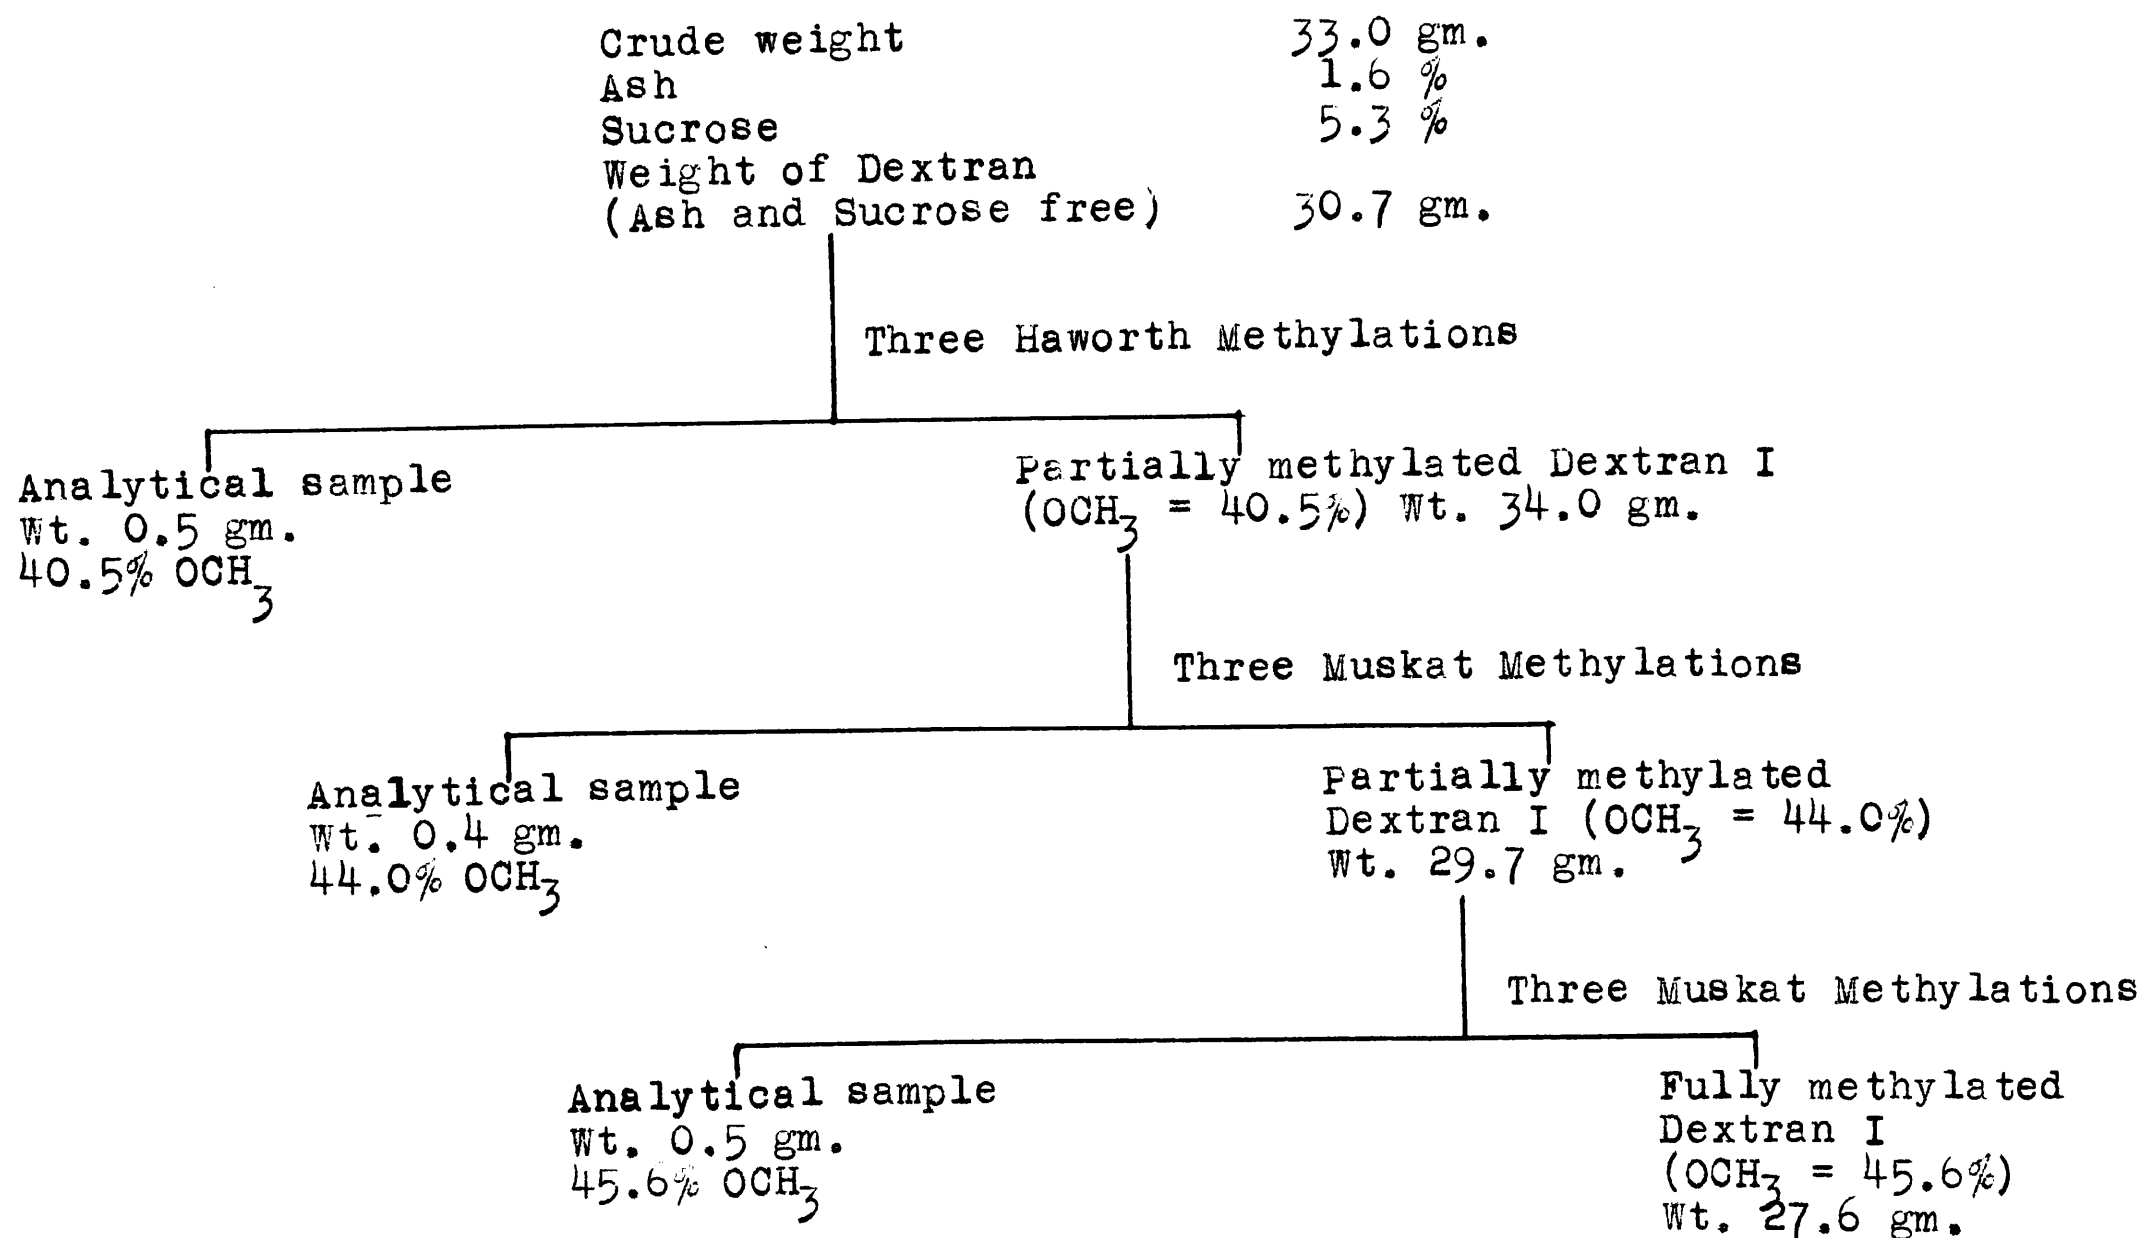 Crude weight 33.0 gm.
Ash 1.6 %
Sucrose 5.3 %
Weight of Dextran
(Ash and Sucrose free) 30.7 gm.
Three Haworth Methylations
Analytical sample
Wt. 0.5 gm.
40.5% OCH3
Partially methylated Dextran I
(OCH3 = 40.5%) Wt. 34.0 gm.
Three Muskat Methylations
Analytical sample
Wt. 0.4 gm.
44.0% OCH3
Partially methylated
Dextran I (OCH3 = 44.0%)
Wt. 29.7 gm.
Three Muskat Methylations
Analytical sample
Wt. 0.5 gm.
45.6% OCH3
Fully methylated
Dextran I
(OCH3 = 45.6%)
Wt. 27.6 gm.